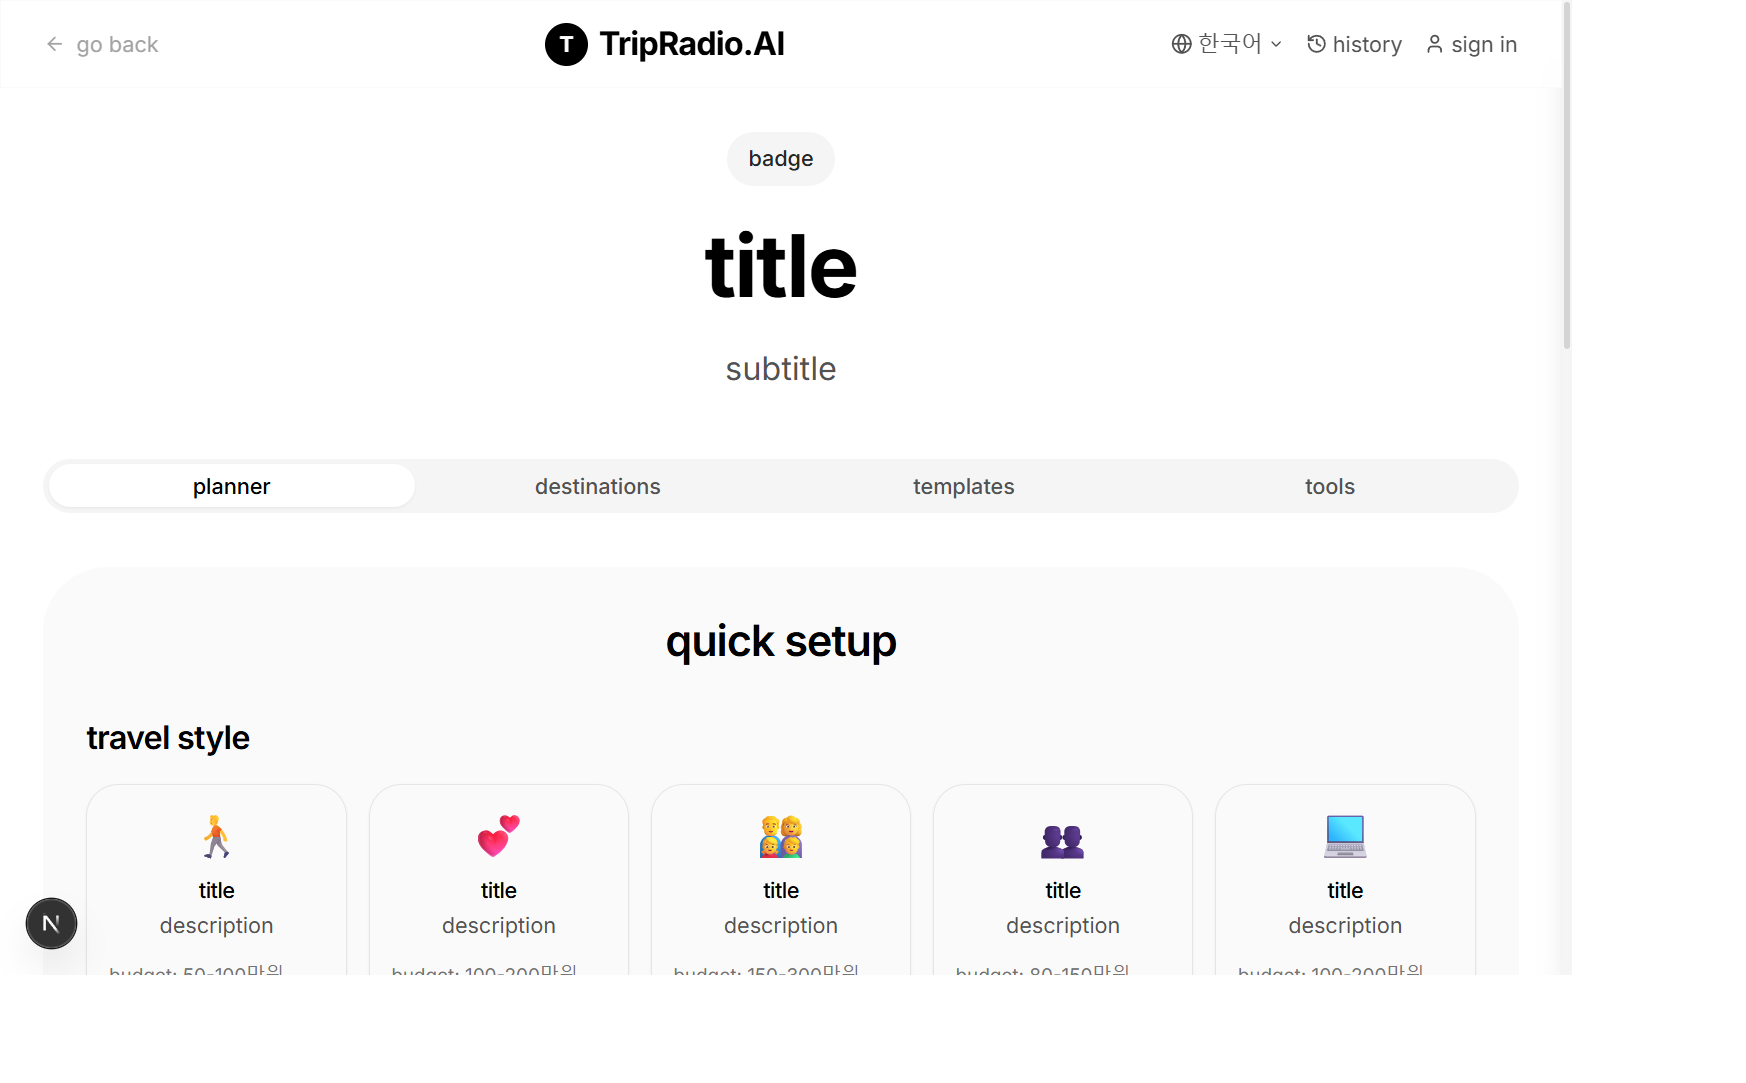 go back
T TripRadio.AI
한국어
history
sign in
badge
title
subtitle
planner
destinations
templates
tools
quick setup
travel style
title
description
budget: 50-100만원
title
description
budget: 100-200만원
title
description
budget: 150-300만원
title
description
budget: 80-150만원
title
description
budget: 100-200만원
N